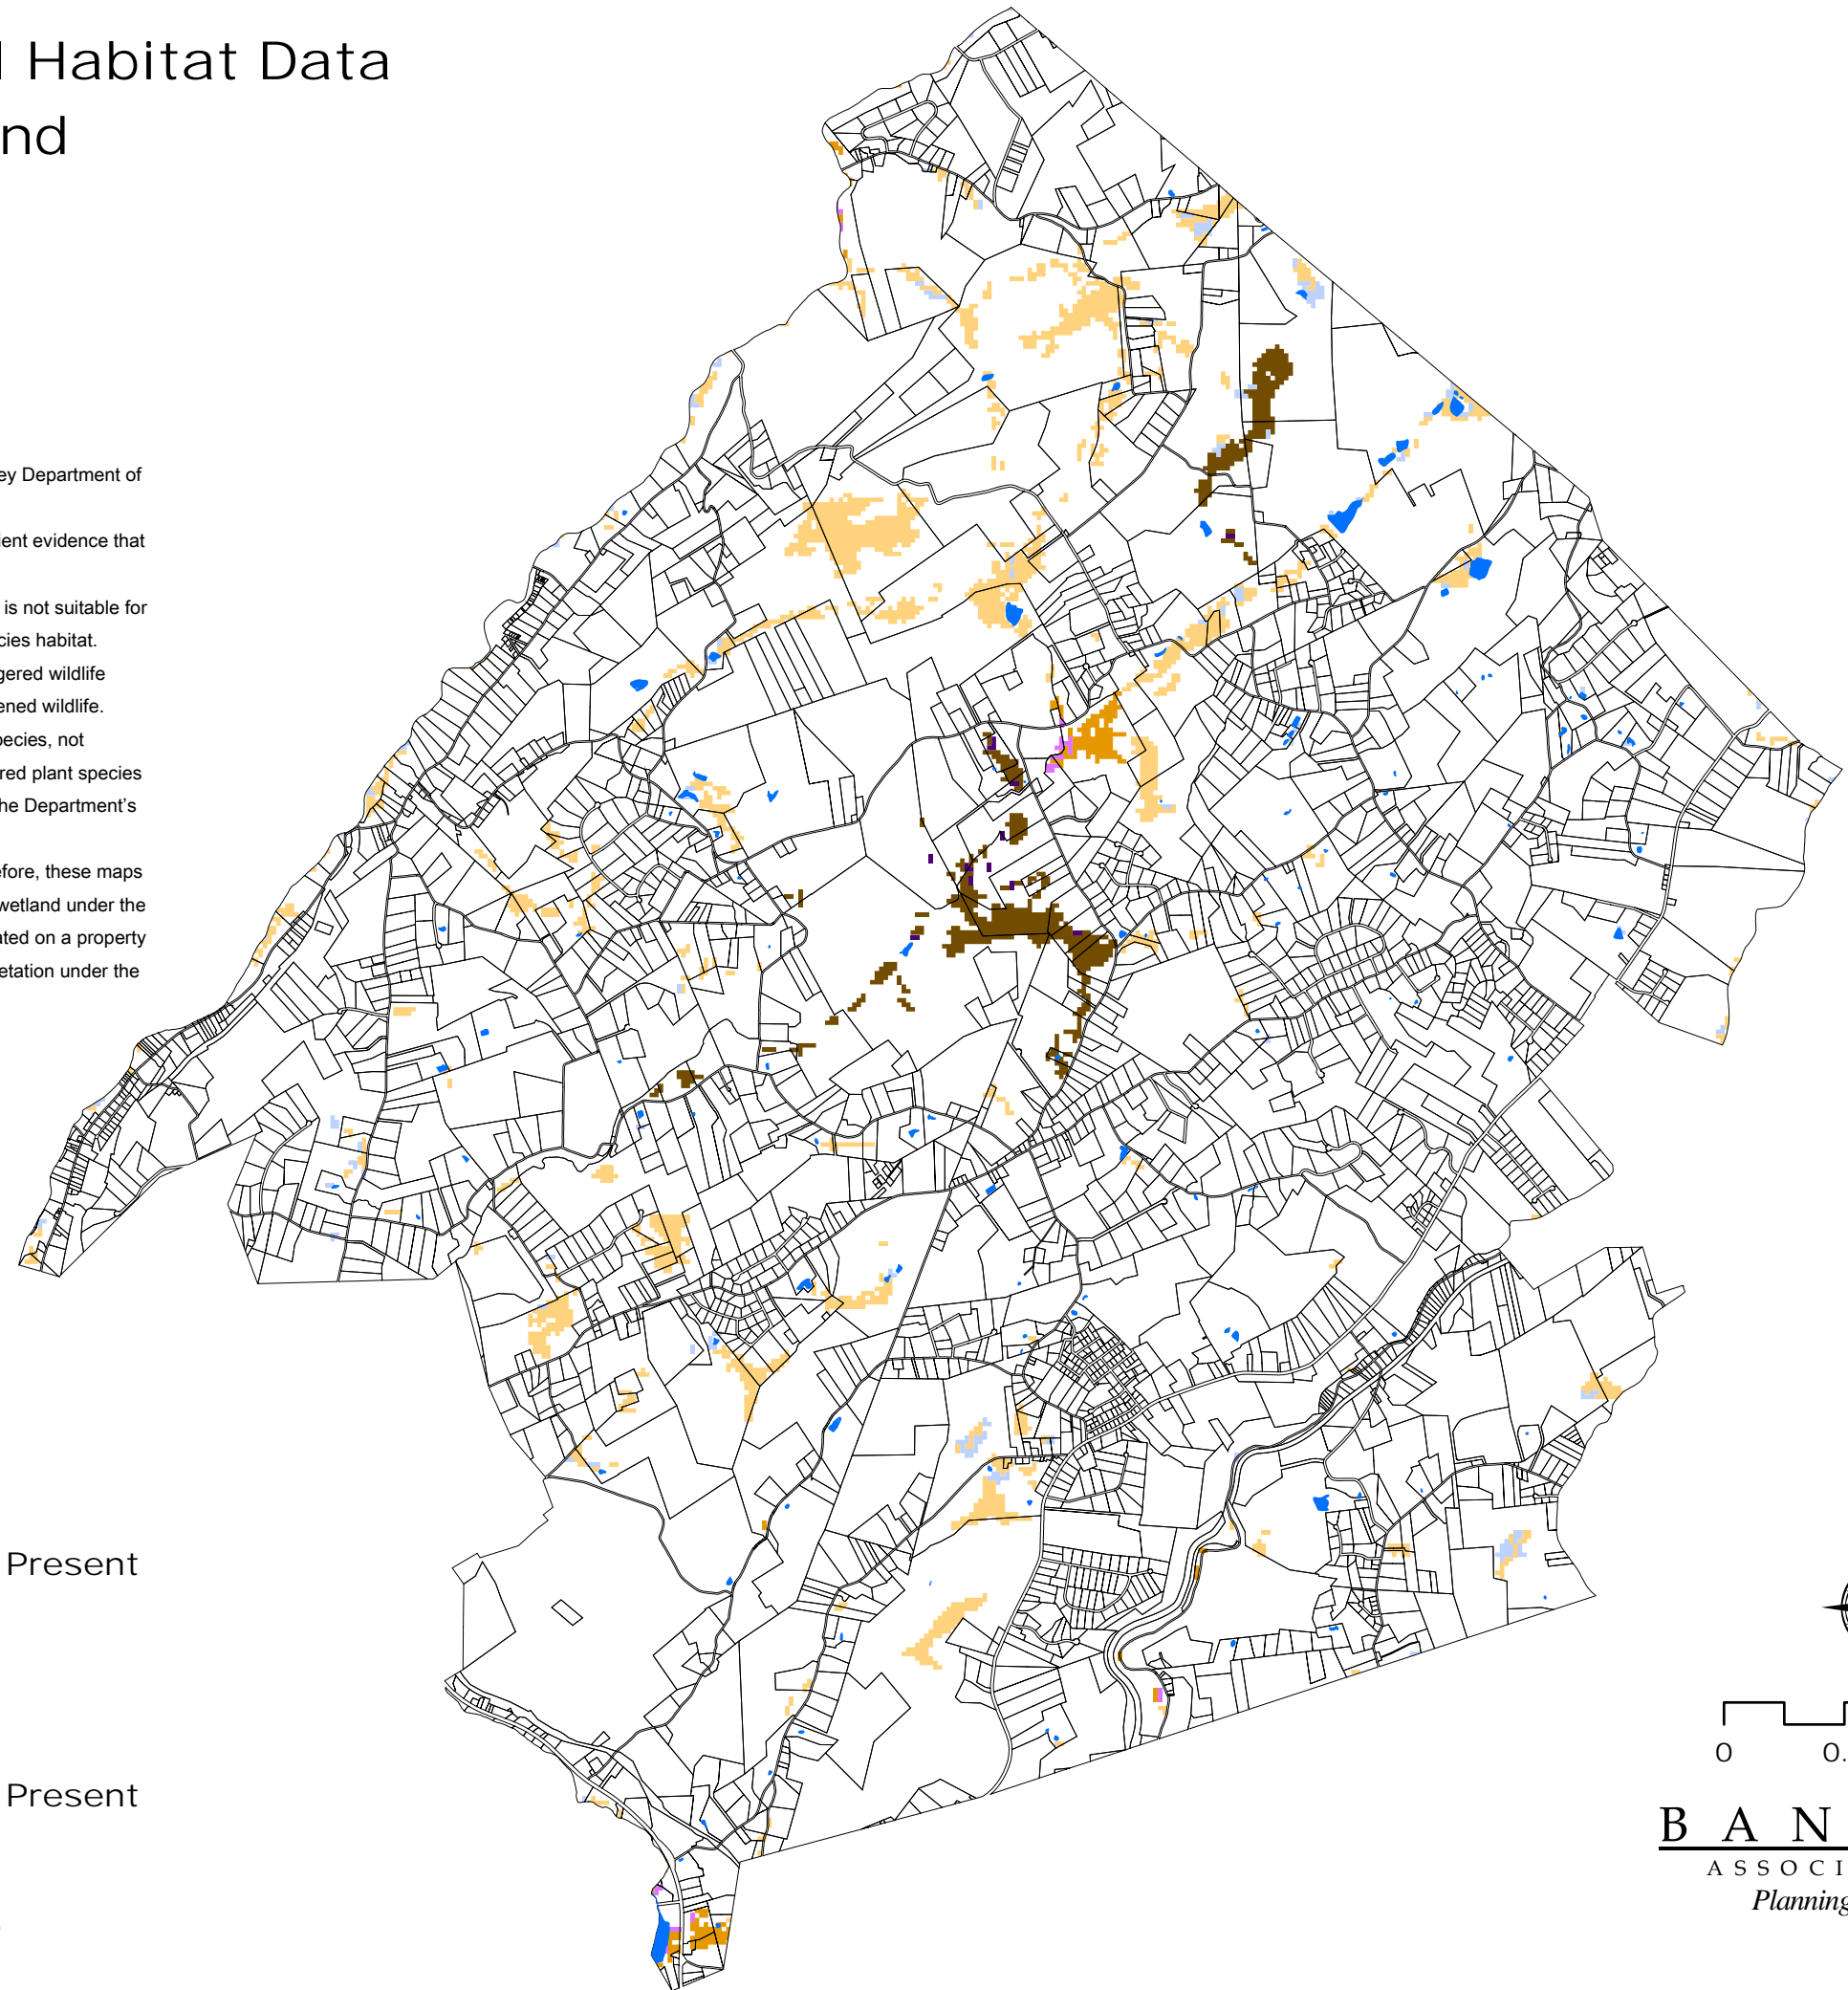 Habitat Data
nd
ey Department of
ient evidence that
is not suitable for
cies habitat.
gered wildlife
ened wildlife.
pecies, not
red plant species
he Department's
efore, these maps
wetland under the
ated on a property
etation under the
Present
Present
0 0.
B A N
A S S O C I
Planning